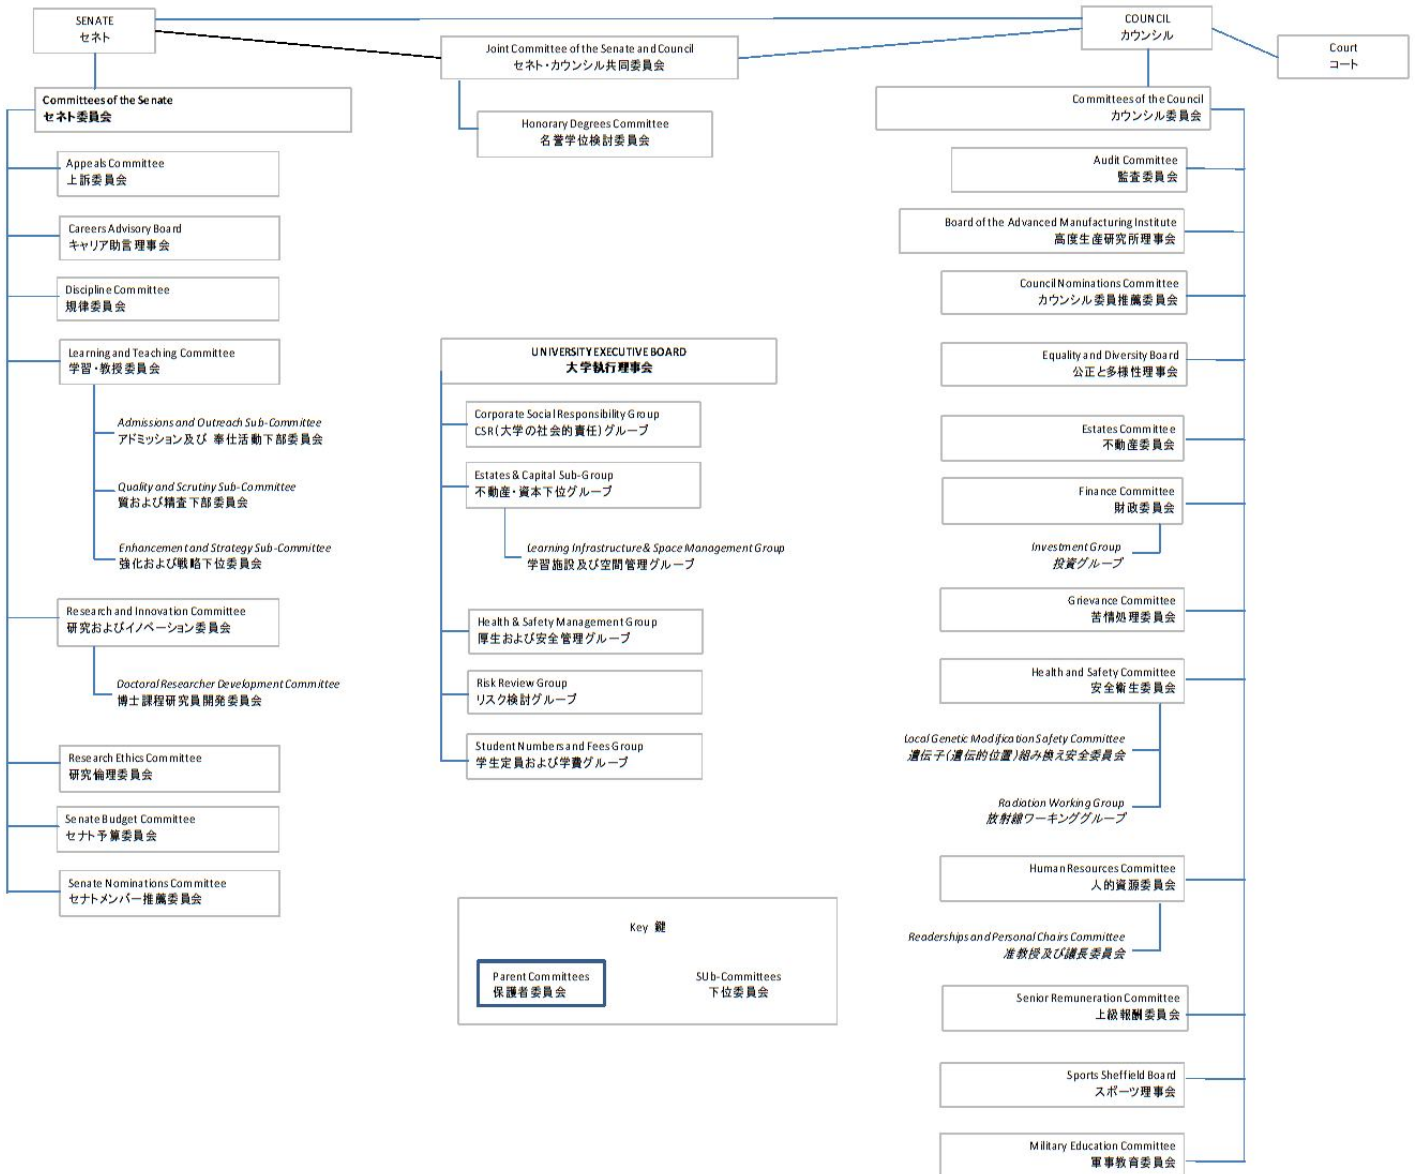 SENATE
セネト
COUNCIL
カウンシル
Joint Committee of the Senate and Council
セネト・カウンシル共同委員会
Court
コート
Committees of the Senate
セネト委員会
Committees of the Council
カウンシル委員会
Honorary Degrees Committee
名誉学位検討委員会
Appeals Committee
上訴委員会
Careers Advisory Board
キャリア助言理事会
Discipline Committee
規律委員会
Learning and Teaching Committee
学習・教授委員会
Admissions and Outreach Sub-Committee
アドミッション及び 奉仕活動下部委員会
Quality and Scrutiny Sub-Committee
質および精査下部委員会
Enhancement and Strategy Sub-Committee
強化および戦略下位委員会
Research and Innovation Committee
研究およびイノベーション委員会
Doctoral Researcher Development Committee
博士課程研究員開発委員会
Research Ethics Committee
研究倫理委員会
Senate Budget Committee
セナト予算委員会
Senate Nominations Committee
セナトメンバー推薦委員会
UNIVERSITY EXECUTIVE BOARD
大学執行理事会
Corporate Social Responsibility Group
CSR(大学の社会的責任)グループ
Estates & Capital Sub-Group
不動産・資本下位グループ
Learning Infrastructure & Space Management Group
学習施設及び空間管理グループ
Health & Safety Management Group
厚生および安全管理グループ
Risk Review Group
リスク検討グループ
Student Numbers and Fees Group
学生定員および学費グループ
Key 鍵
Parent Committees
保護者委員会
SUb-Committees
下位委員会
Audit Committee
監査委員会
Board of the Advanced Manufacturing Institute
高度生産研究所理事会
Council Nominations Committee
カウンシル委員推薦委員会
Equality and Diversity Board
公正と多様性理事会
Estates Committee
不動産委員会
Finance Committee
財政委員会
Investment Group
投資グループ
Grievance Committee
苦情処理委員会
Health and Safety Committee
安全衛生委員会
Local Genetic Modification Safety Committee
遺伝子(遺伝的位置)組み換え安全委員会
Radiation Working Group
放射線ワーキンググループ
Human Resources Committee
人的資源委員会
Readerships and Personal Chairs Committee
准教授及び議長委員会
Senior Remuneration Committee
上級報酬委員会
Sports Sheffield Board
スポーツ理事会
Military Education Committee
軍事教育委員会